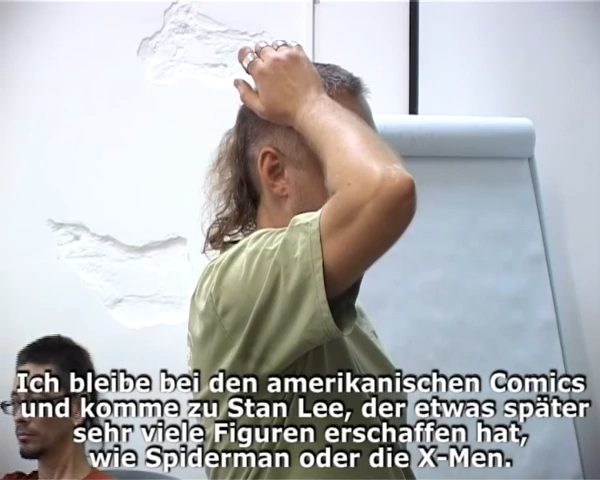 Ich bleibe bei den amerikanischen Comics
und komme zu Stan Lee, der etwas später
sehr viele Figuren erschaffen hat,
wie Spiderman oder die X-Men.